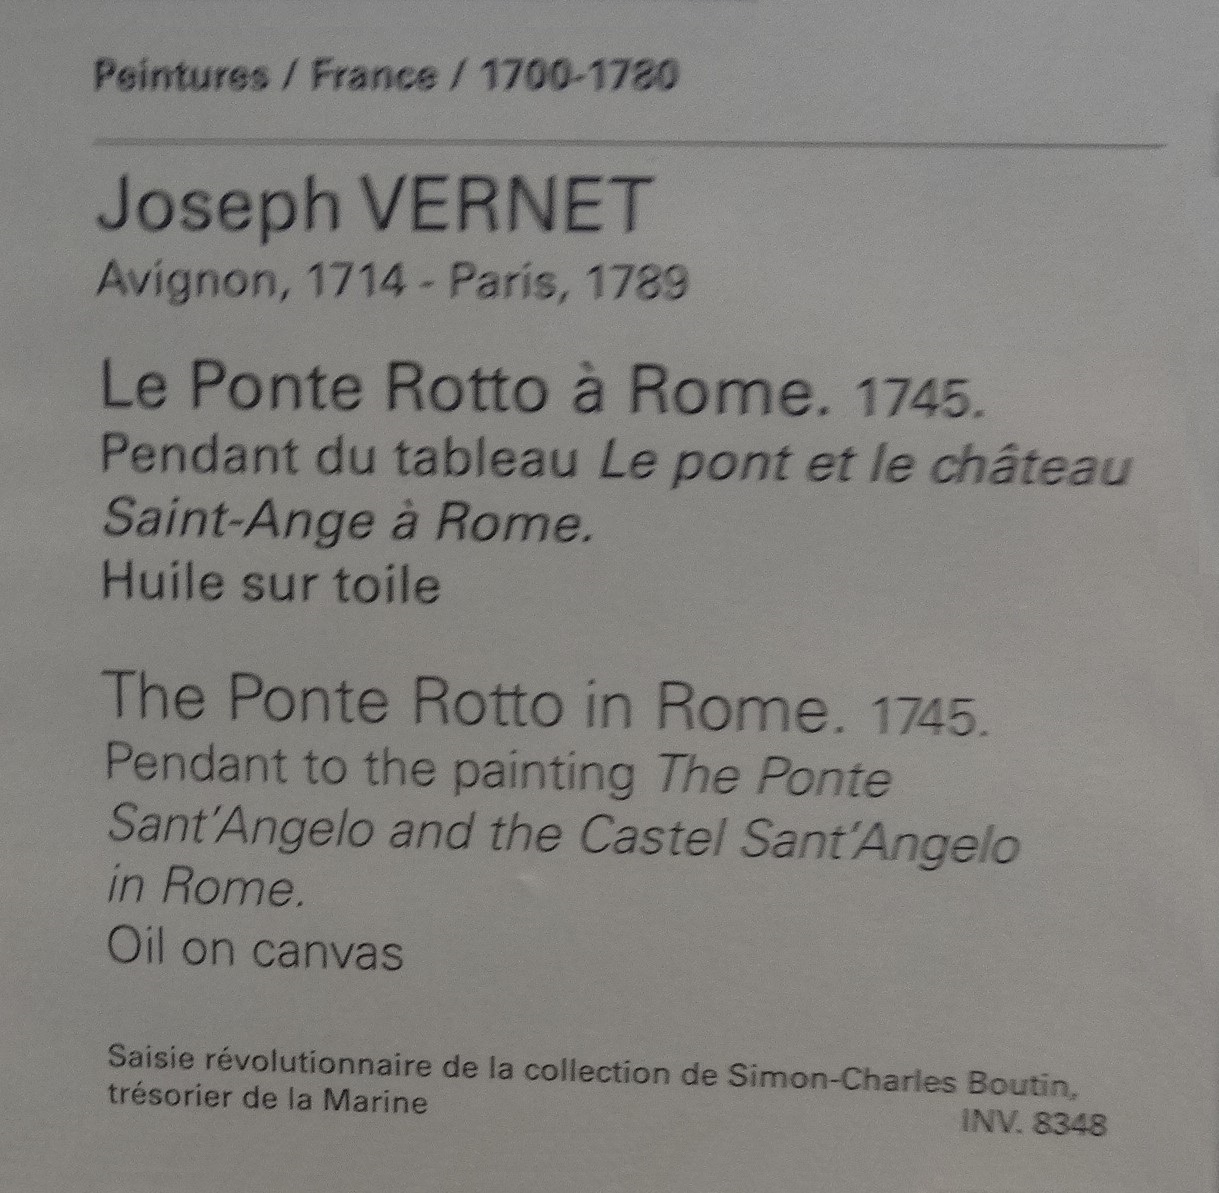 Peintures / France / 1700-1780
Joseph VERNET
Avignon, 1714 - Paris, 1789
Le Ponte Rotto à Rome. 1745.
Pendant du tableau Le pont et le château
Saint-Ange à Rome.
Huile sur toile
The Ponte Rotto in Rome. 1745.
Pendant to the painting The Ponte
Sant'Angelo and the Castel Sant'Angelo
in Rome.
Oil on canvas
Saisie révolutionnaire de la collection de Simon-Charles Boutin,
trésorier de la Marine
INV. 8348